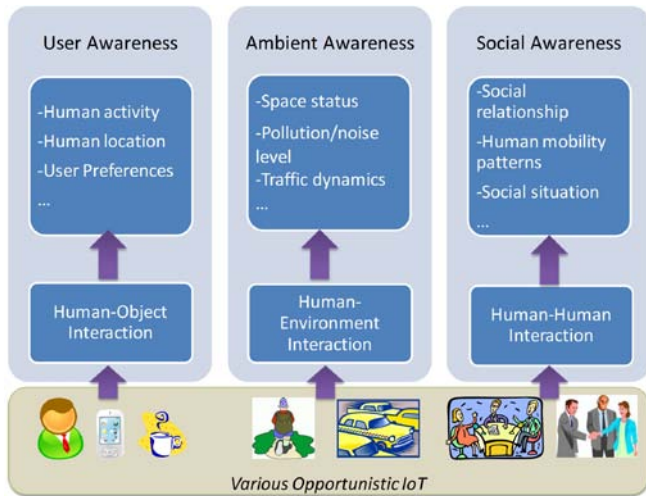 User Awareness
-Human activity
-Human location
-User Preferences
...
Human-Object
Interaction
Ambient Awareness
-Space status
-Pollution/noise
level
-Traffic dynamics
...
Human-
Environment
Interaction
Social Awareness
-Social
relationship
-Human mobility
patterns
-Social situation
...
Human-Human
Interaction
Various Opportunistic IoT